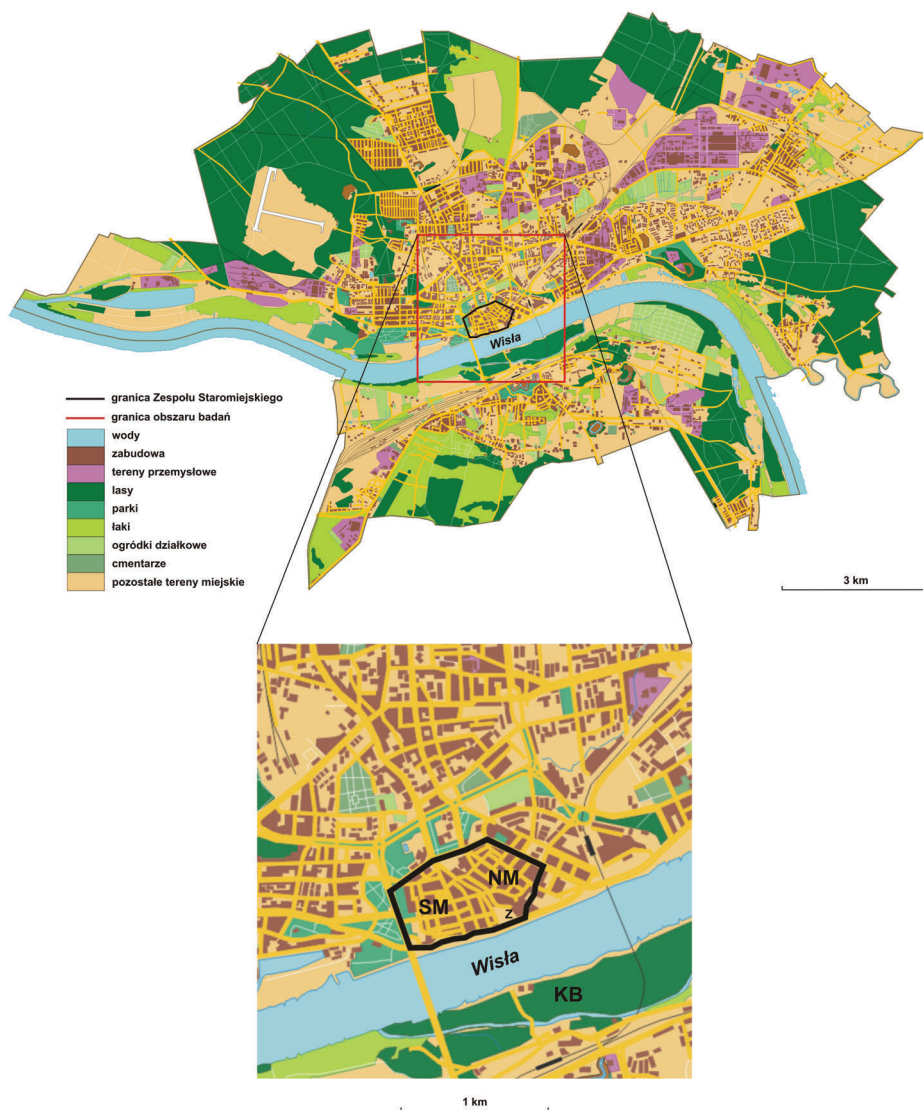 Wisła
granica Zespołu Staromiejskiego
granica obszaru badań
wody
zabudowa
tereny przemysłowe
lasy
parki
łaki
ogródki działkowe
cmentarze
pozostałe tereny miejskie
3 km
NM
SM
Z
Wisła
KB
1 km